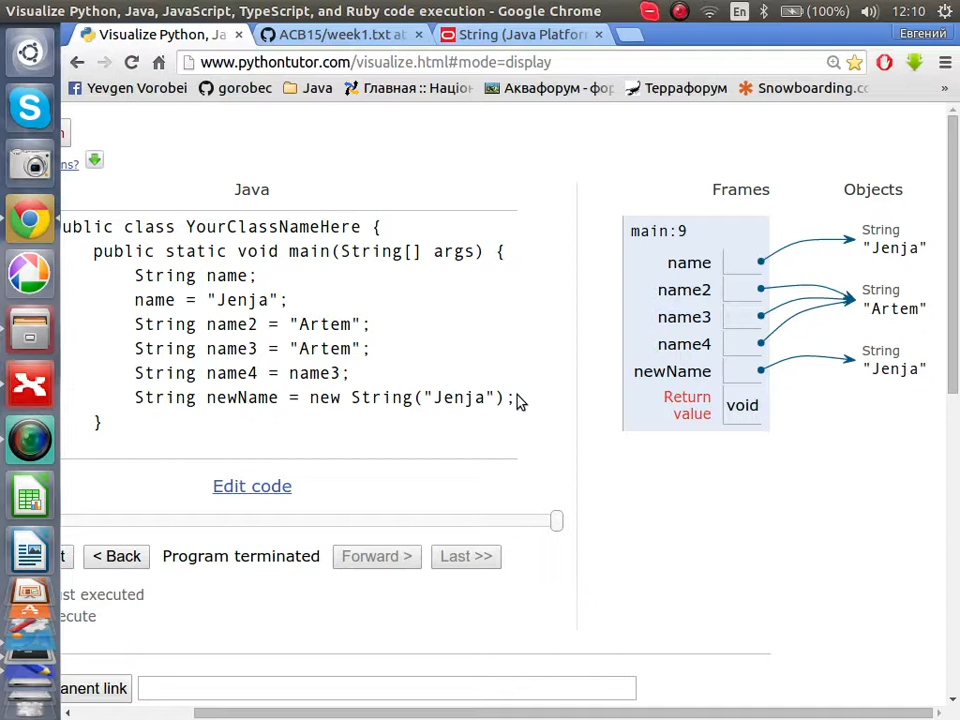 Visualize Python, Java, JavaScript, TypeScript, and Ruby code execution - Google Chrome
En
(100%)
12:10
Visualize Python, Ja
ACB15/week1.txt at
String (Java Platfor
Евгений
www.pythontutor.com/visualize.html#mode=display
Yevgen Vorobei
gorobec
Java
Главная :: Націо
Аквафорум - фор
Террафорум
Snowboarding.cc
»
ns?
Java
ublic class YourClassNameHere {
public static void main(String[] args) {
String name;
name = "Jenja";
String name2 = "Artem";
String name3 = "Artem";
String name4 = name3;
String newName = new String("Jenja");
}
Edit code
t
< Back
Program terminated
Forward >
Last >>
st executed
ecute
anent link
Frames
Objects
main:9
name
name2
name3
name4
newName
Return
value
void
String
"Jenja"
String
"Artem"
String
"Jenja"